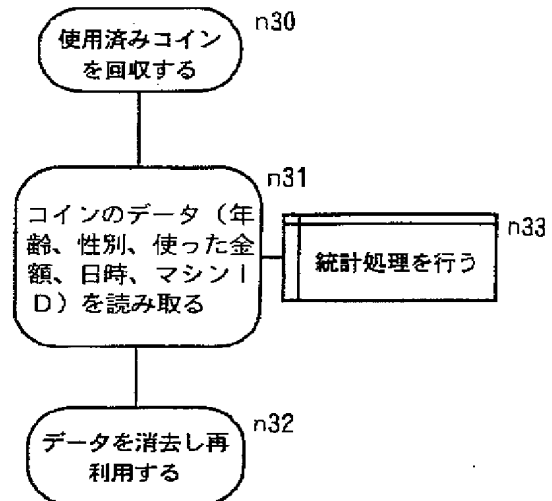 使用済みコイン
を回収する
n30
n31
コインのデータ（年
齢、性別、使った金
額、日時、マシンI
D）を読み取る
n33
統計処理を行う
n32
データを消去し再
利用する